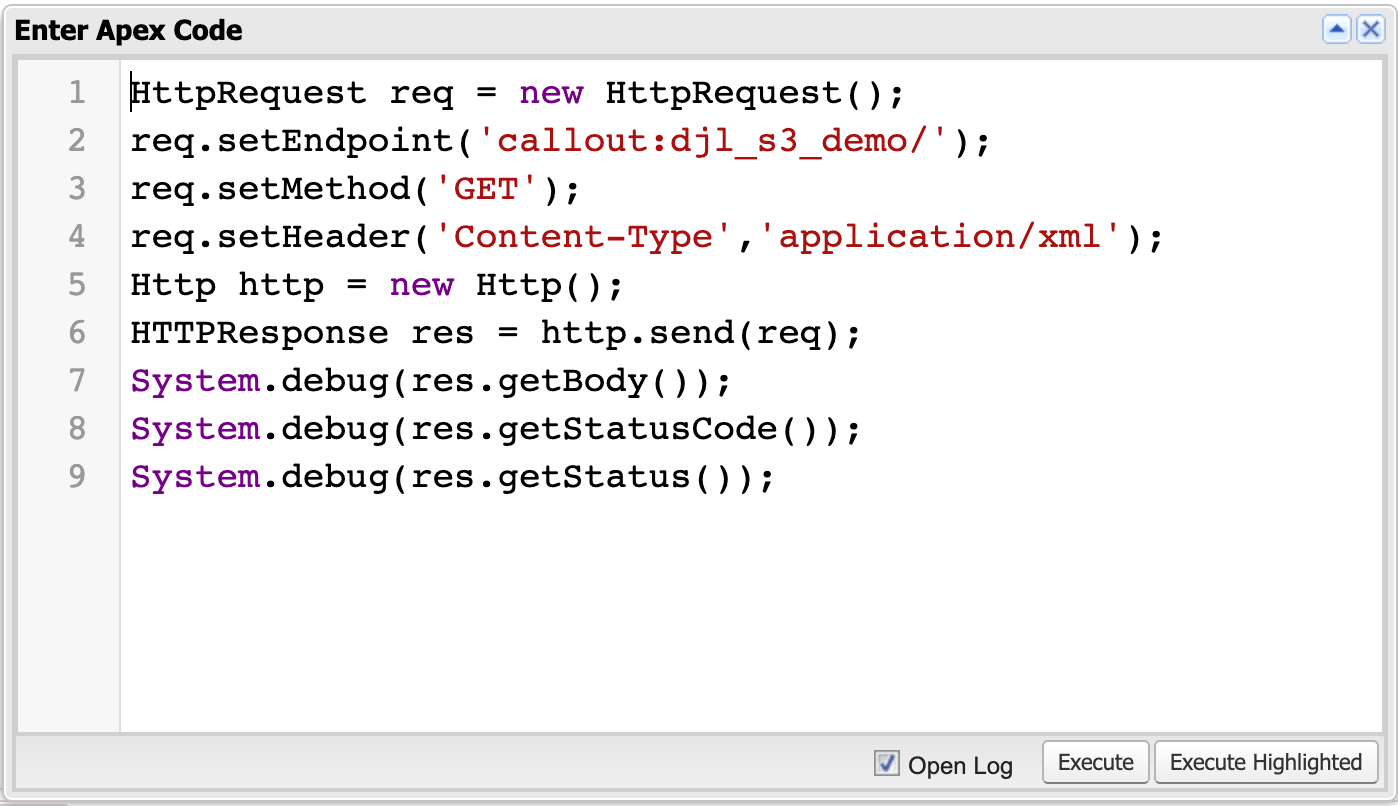 Enter Apex Code
1 HttpRequest req = new HttpRequest();
2 req.setEndpoint('callout:djl_s3_demo/');
3 req.setMethod('GET');
4 req.setHeader('Content-Type','application/xml');
5 Http http = new Http();
6 HTTPResponse res = http.send(req);
7 System.debug(res.getBody());
8 System.debug(res.getStatusCode());
9 System.debug(res.getStatus());
Open Log Execute Execute Highlighted